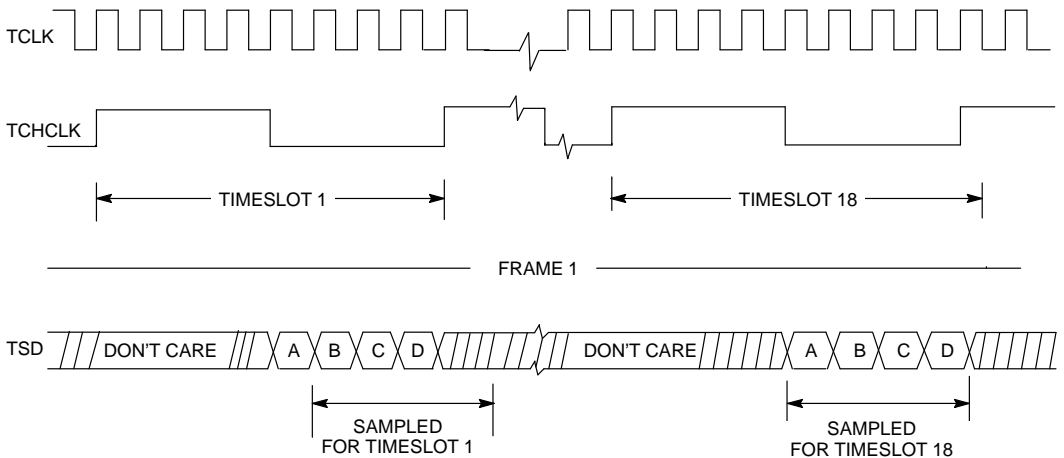 TCLK
TCHCLK
TIMESLOT 1
TIMESLOT 18
FRAME 1
TSD
DON'T CARE
A
B
C
D
DON'T CARE
A
B
C
D
SAMPLED
FOR TIMESLOT 1
SAMPLED
FOR TIMESLOT 18